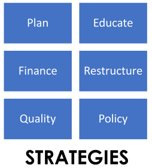 Plan
Educate
Finance
Restructure
Quality
Policy
STRATEGIES